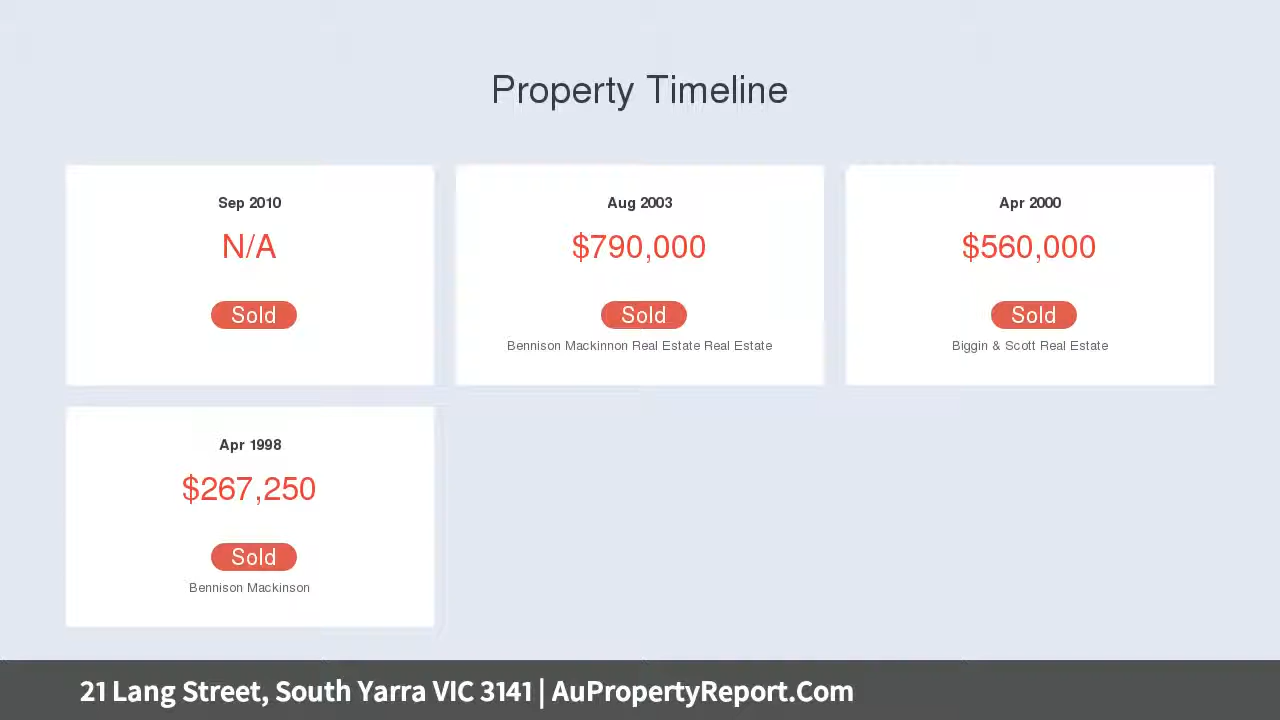 Property Timeline
Sep 2010
N/A
Sold
Aug 2003
$790,000
Sold
Bennison Mackinnon Real Estate Real Estate
Apr 2000
$560,000
Sold
Biggin & Scott Real Estate
Apr 1998
$267,250
Sold
Bennison Mackinson
21 Lang Street, South Yarra VIC 3141 | AuPropertyReport.Com